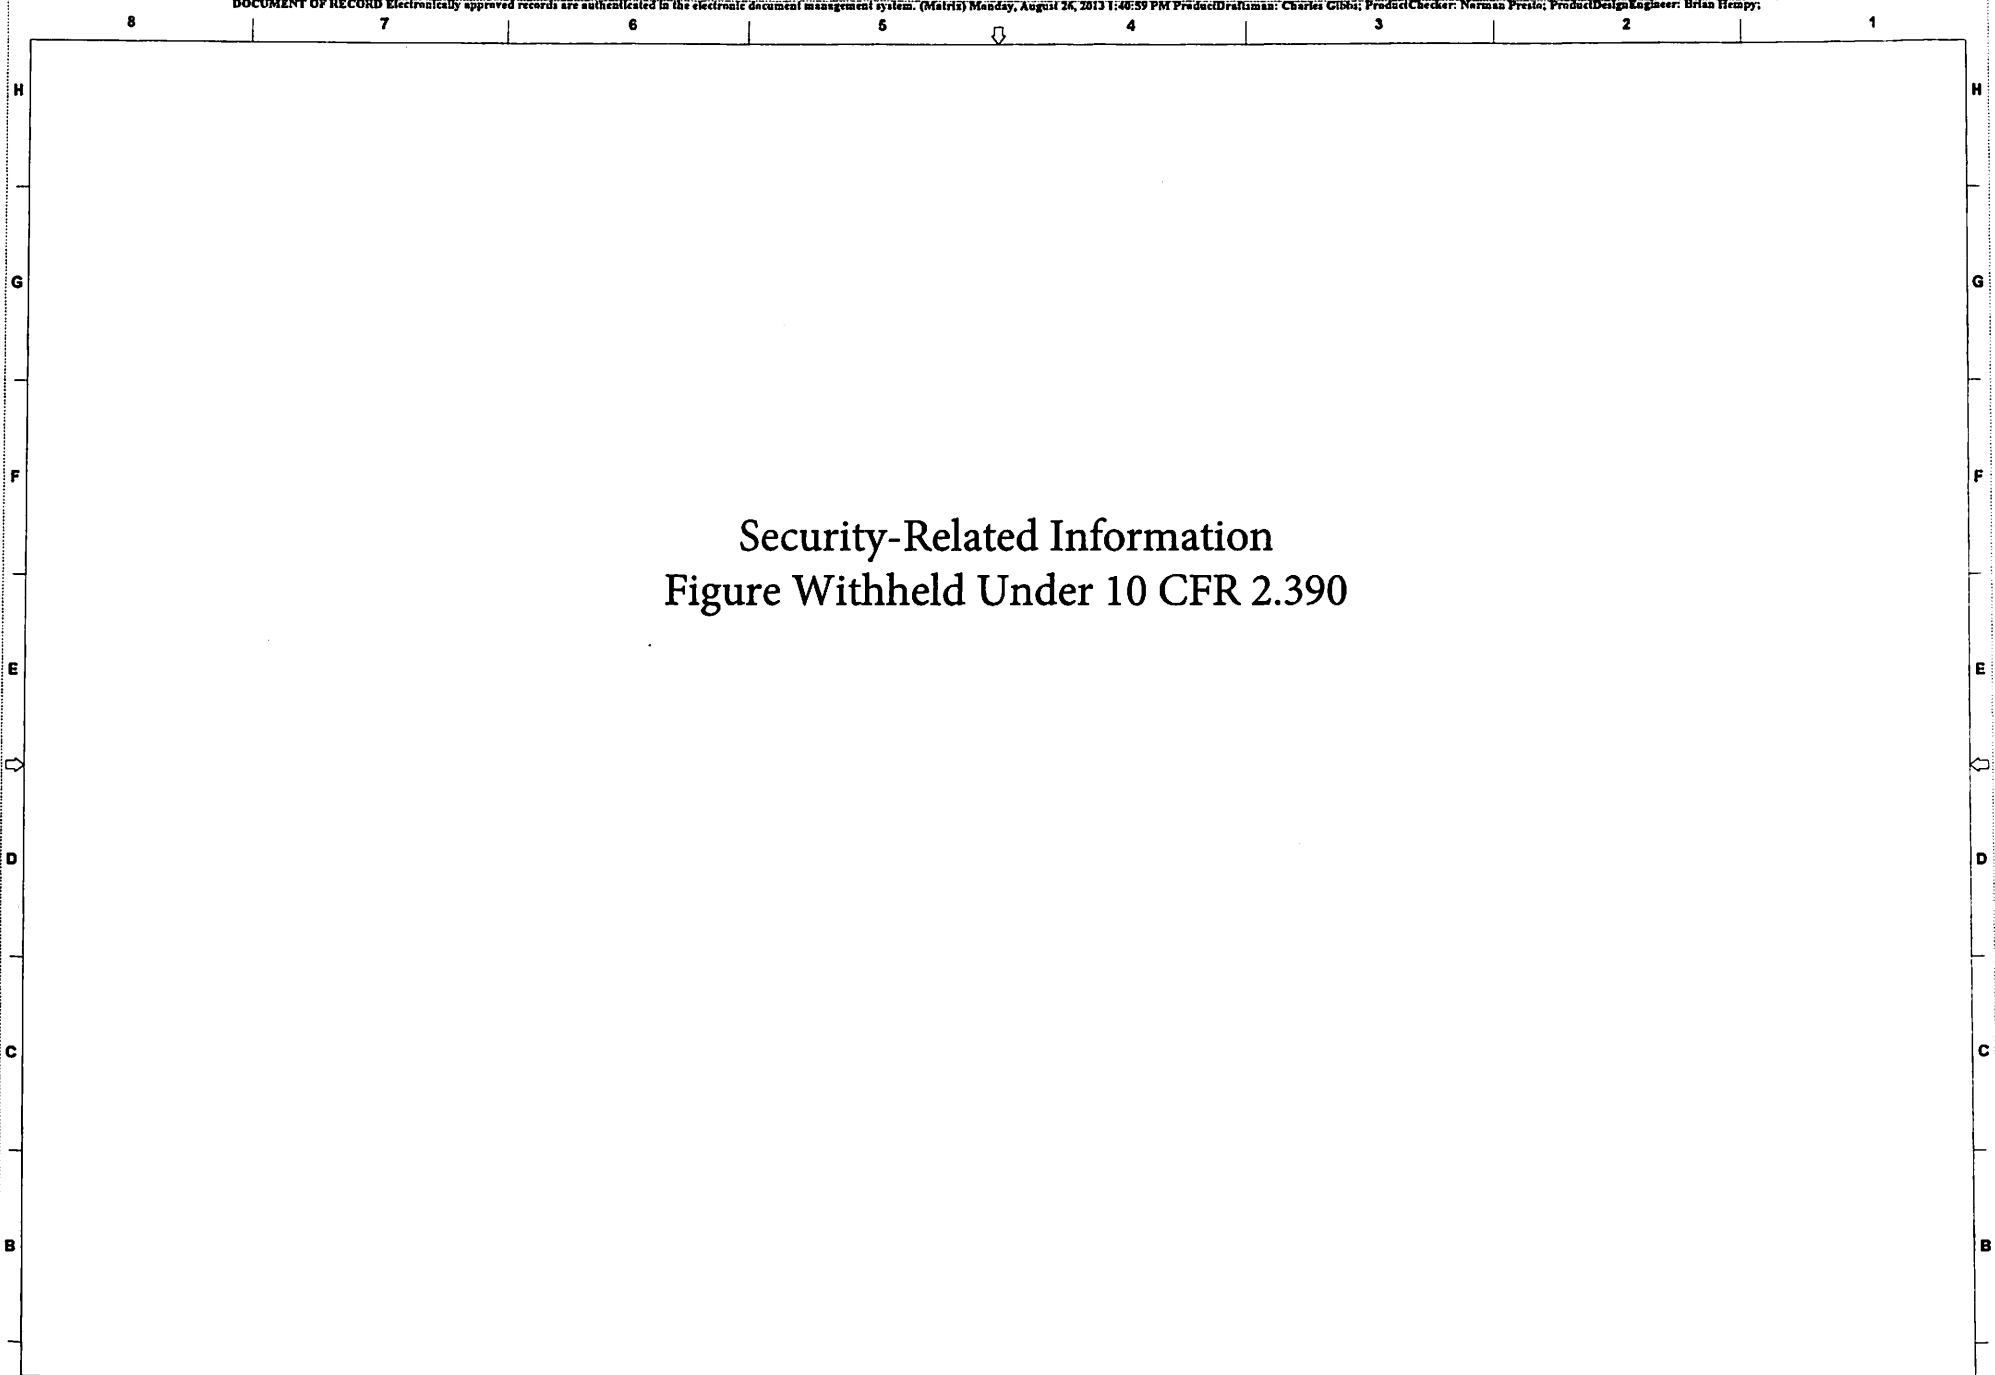 DOCUMENT OF RECORD Electronically approved records are authenticated in the electronic document management system. (Matrix) Monday, August 26, 2013 1:40:59 PM ProductDraftsman: Charles Gibbs; ProductChecker: Norman Presto; ProductDesignEngineer: Brian Hempy;
8 7 6 5 4 3 2 1
H H
G G
F F
Security-Related Information
Figure Withheld Under 10 CFR 2.390
E E
D D
C C
B B